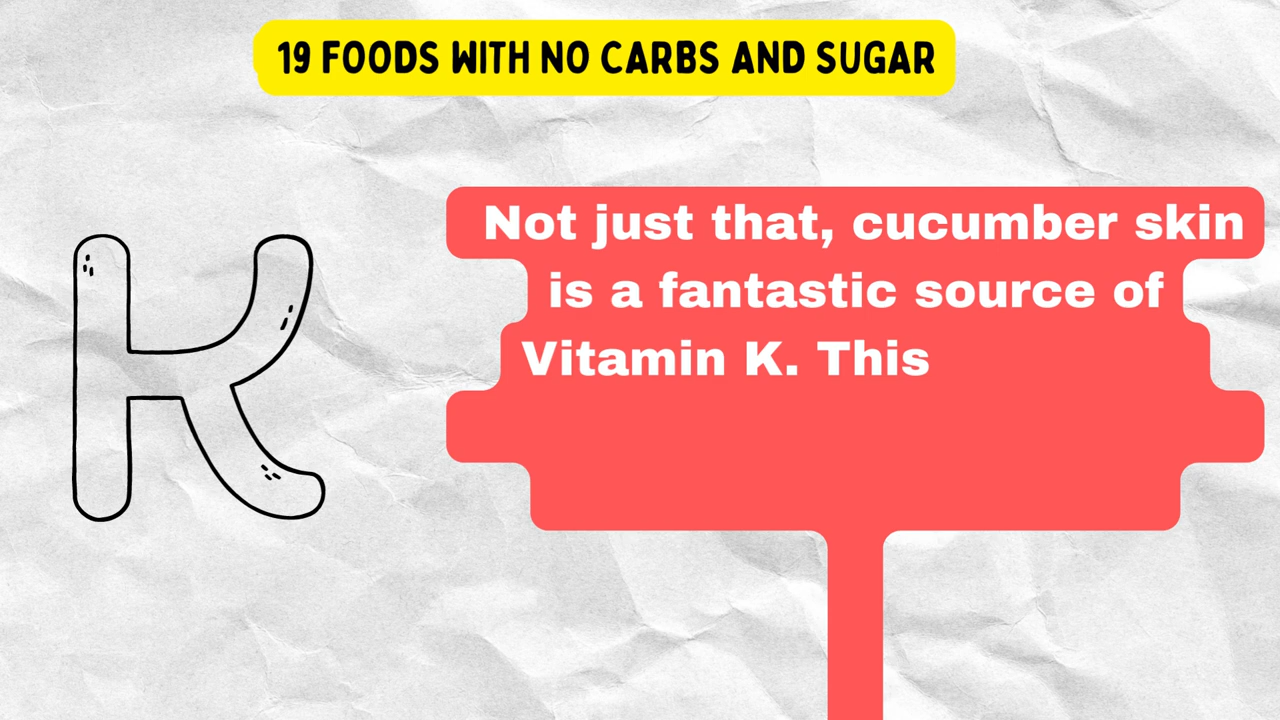 19 FOODS WITH NO CARBS AND SUGAR
Not just that, cucumber skin
is a fantastic source of
Vitamin K. This
K